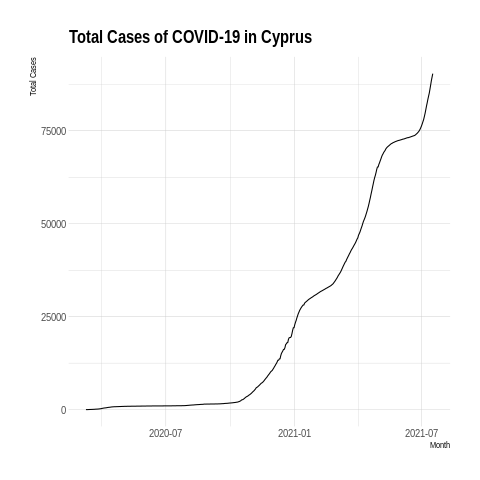 Total Cases of COVID-19 in Cyprus
Total Cases
75000
50000
25000
0
2020-07 2021-01 2021-07
Month